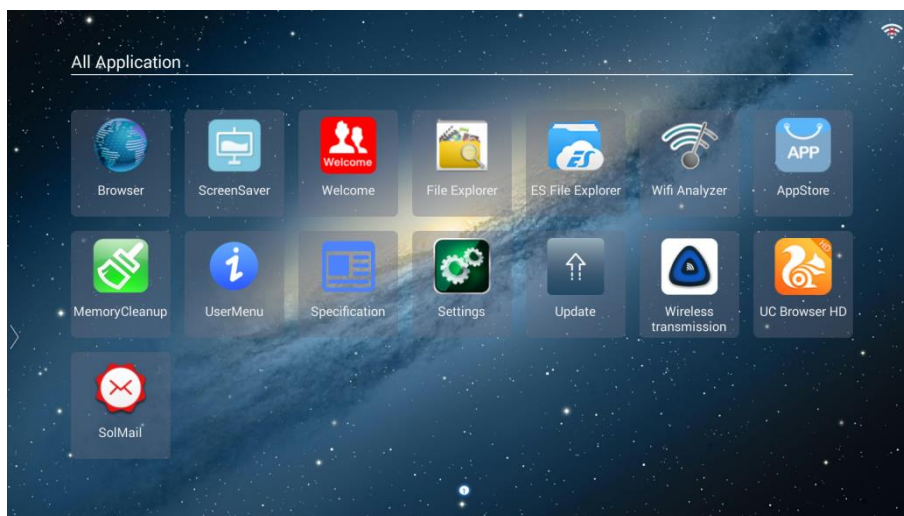 All Application
Welcome
APP
Browser
ScreenSaver
Welcome
File Explorer
ES File Explorer
Wifi Analyzer
AppStore
HD
MemoryCleanup
UserMenu
Specification
Settings
Update
Wireless
transmission
UC Browser HD
SolMail
1